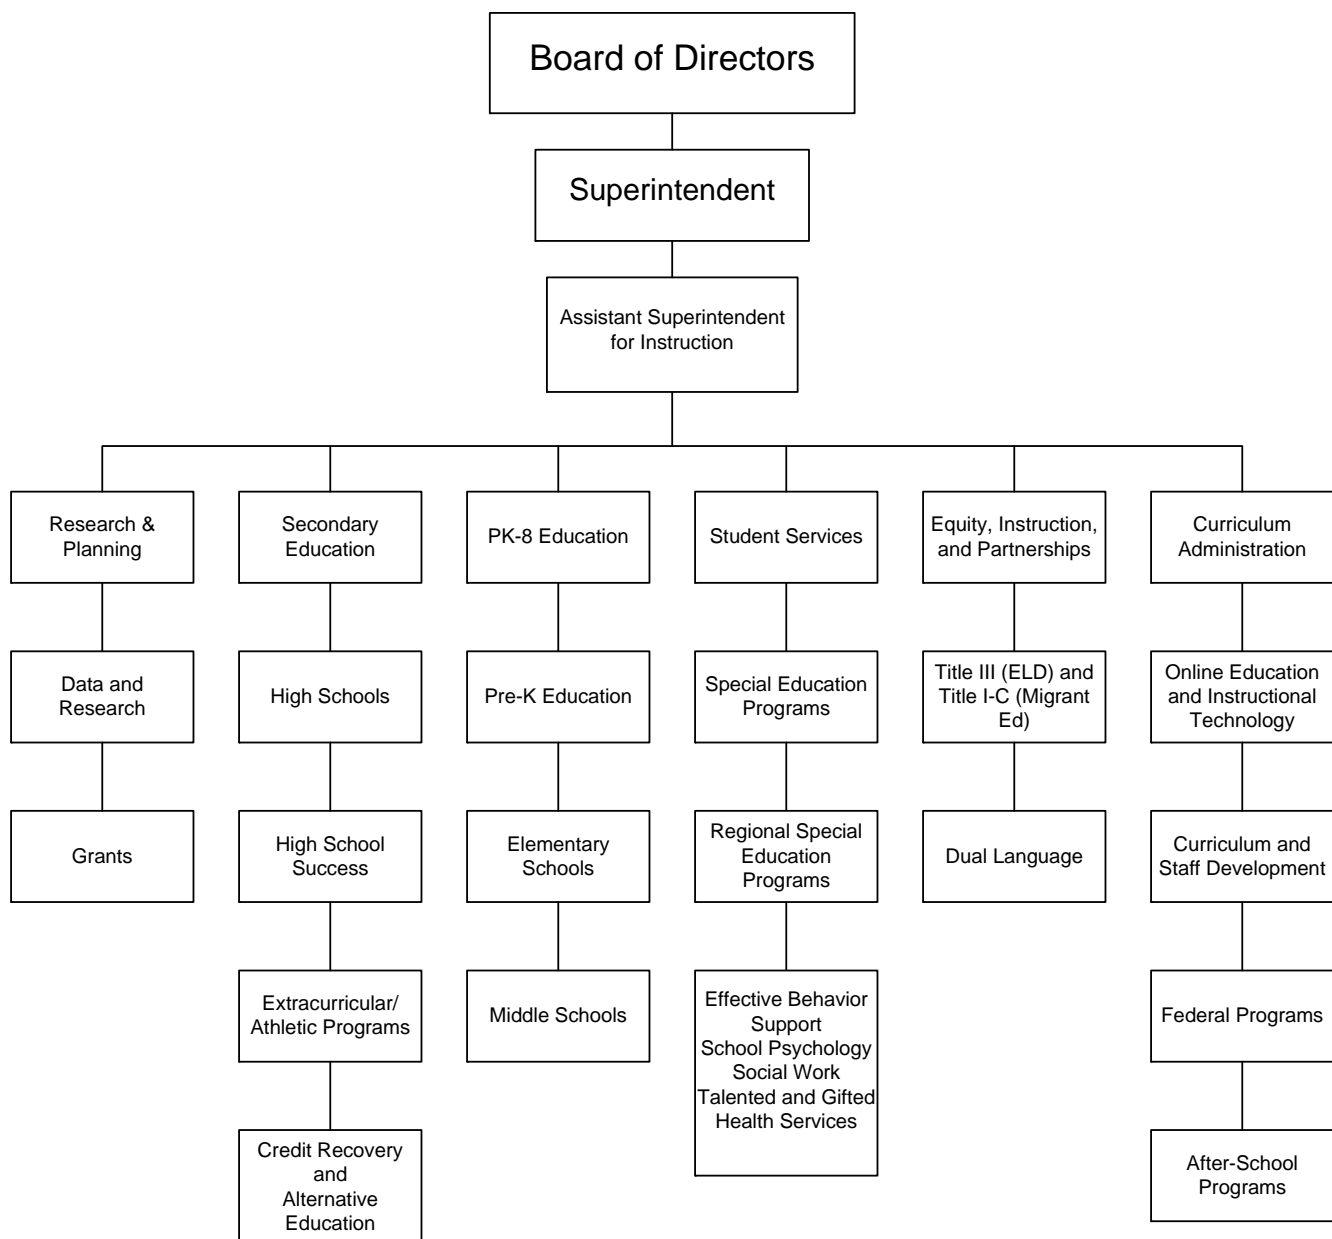 Board of Directors
Superintendent
Assistant Superintendent
for Instruction
Research &
Planning
Secondary
Education
PK-8 Education
Student Services
Equity, Instruction,
and Partnerships
Curriculum
Administration
Data and
Research
High Schools
Pre-K Education
Special Education
Programs
Title III (ELD) and
Title I-C (Migrant
Ed)
Online Education
and Instructional
Technology
Grants
High School
Success
Elementary
Schools
Regional Special
Education
Programs
Dual Language
Curriculum and
Staff Development
Extracurricular/
Athletic Programs
Middle Schools
Effective Behavior
Support
School Psychology
Social Work
Talented and Gifted
Health Services
Federal Programs
Credit Recovery
and
Alternative
Education
After-School
Programs